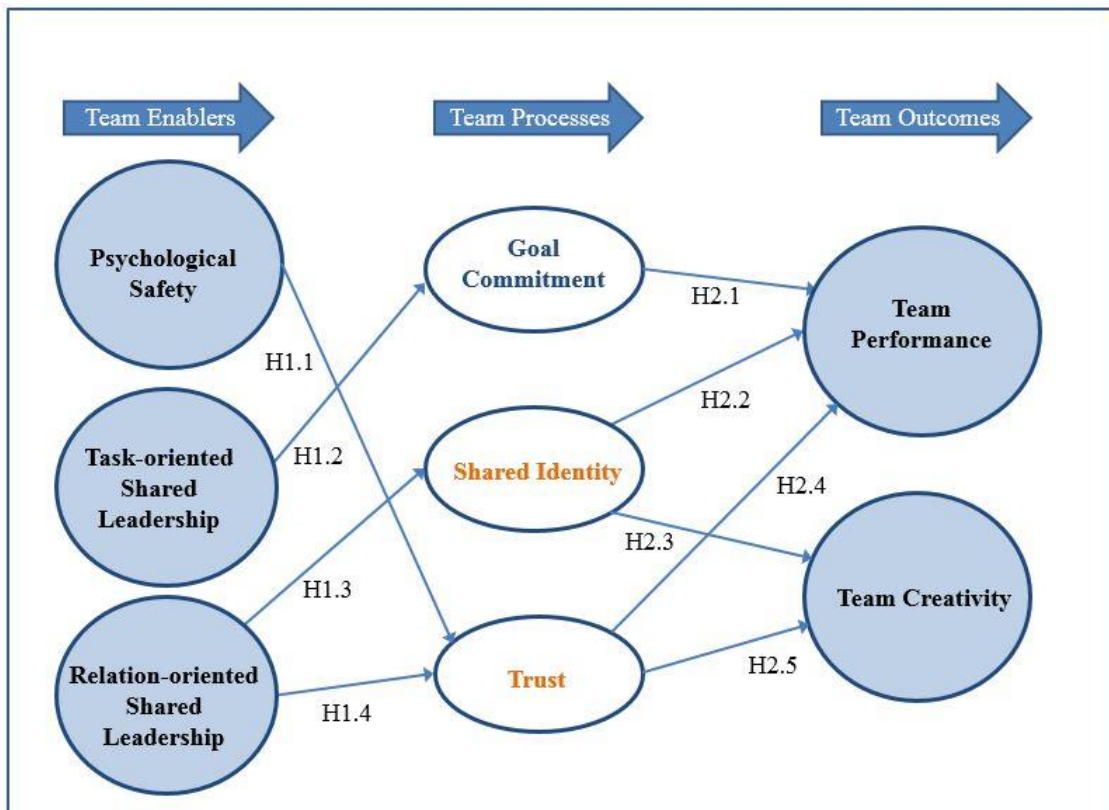 Team Enablers
Team Processes
Team Outcomes
Psychological
Safety
Goal
Commitment
Team
Performance
H2.1
H1.1
H2.2
H1.2
Task-oriented
Shared
Leadership
Shared Identity
H2.4
H2.3
H1.3
Team Creativity
Relation-oriented
Shared
Leadership
Trust
H2.5
H1.4